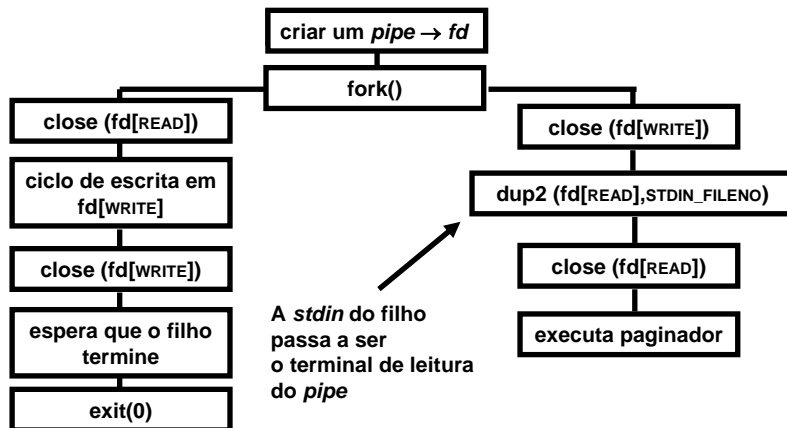 criar um pipe → fd
fork()
close (fd[READ])
ciclo de escrita em
fd[WRITE]
close (fd[WRITE])
espera que o filho
termine
exit(0)
close (fd[WRITE])
dup2 (fd[READ],STDIN_FILENO)
close (fd[READ])
executa paginador
A stdin do filho
passa a ser
o terminal de leitura
do pipe